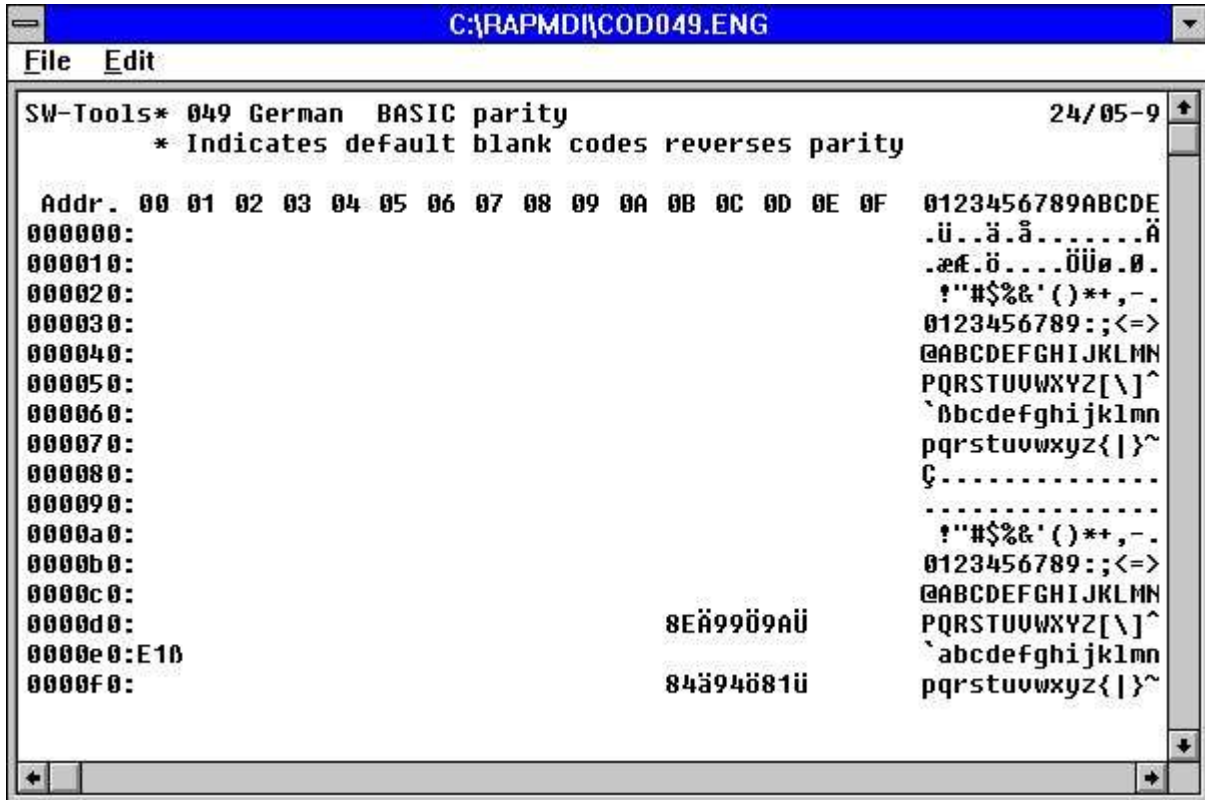 C:\RAPMDI\COD049.ENG
File Edit
SW-Tools* 049 German  BASIC parity 24/05-9
* Indicates default blank codes reverses parity
Addr. 00 01 02 03 04 05 06 07 08 09 0A 0B 0C 0D 0E 0F 0123456789ABCDE
000000: .ü..ä.å.......Ä
000010: .æÆ.ö....ÖÜø.Ø.
000020:  !"#$%&'()*+,-.
000030: 0123456789:;<=>
000040: @ABCDEFGHIJKLMN
000050: PQRSTUVWXYZ[\]^
000060: `ßbcdefghijklmn
000070: pqrstuvwxyz{|}~
000080: Ç..............
000090: ...............
0000a0:  !"#$%&'()*+,-.
0000b0: 0123456789:;<=>
0000c0: @ABCDEFGHIJKLMN
0000d0: 8EÄ99Ö9AÜ PQRSTUVWXYZ[\]^
0000e0:E1ß `abcdefghijklmn
0000f0: 84ä94ö81ü pqrstuvwxyz{|}~